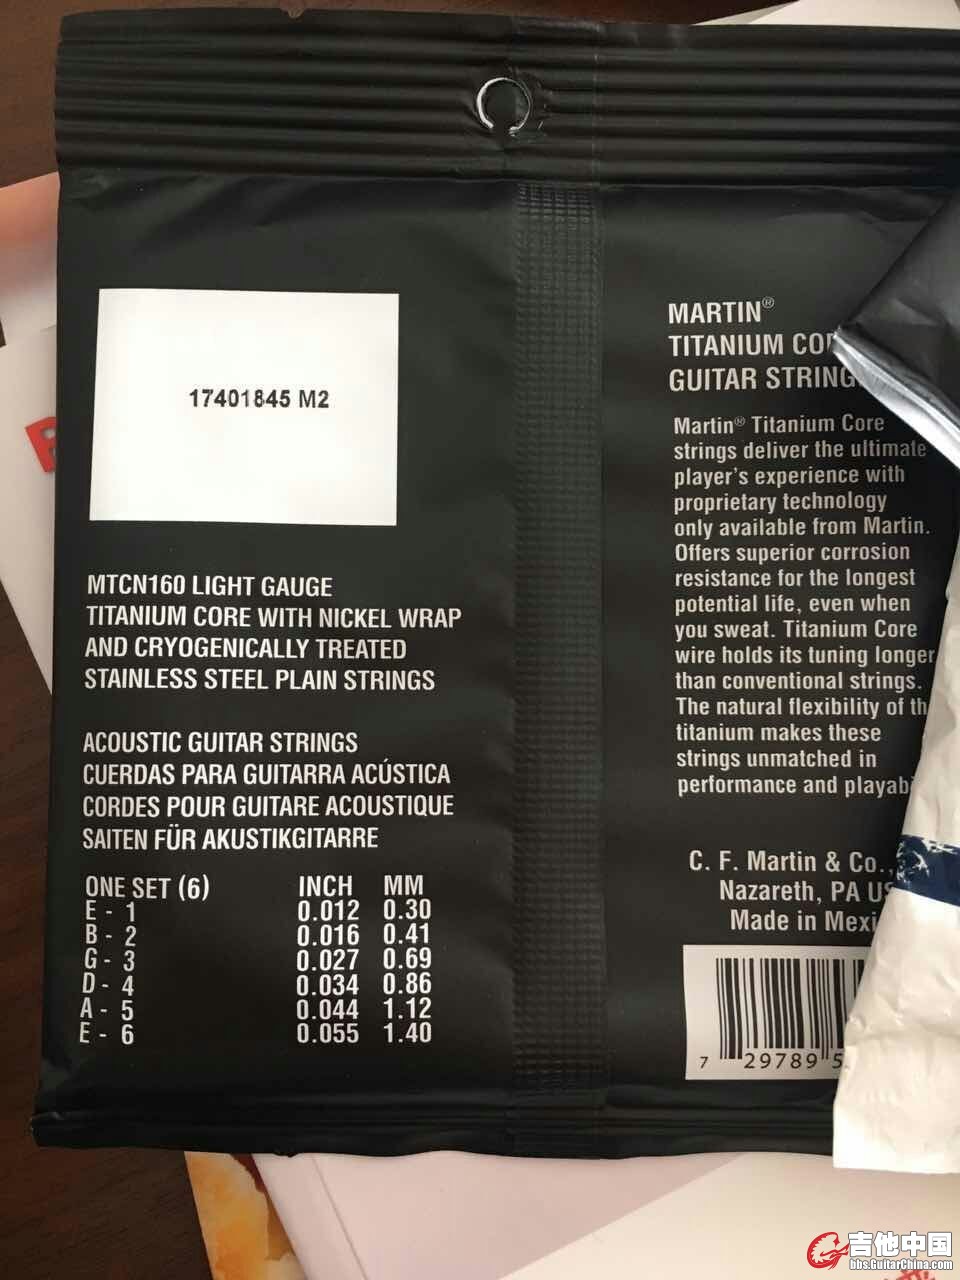 17401845 M2
MTCN160 LIGHT GAUGE
TITANIUM CORE WITH NICKEL WRAP
AND CRYOGENICALLY TREATED
STAINLESS STEEL PLAIN STRINGS
ACOUSTIC GUITAR STRINGS
CUERDAS PARA GUITARRA ACÚSTICA
CORDES POUR GUITARE ACOUSTIQUE
SAITEN FÜR AKUSTIKGITARRE
ONE SET (6) INCH MM
E - 1 0.012 0.30
B - 2 0.016 0.41
G - 3 0.027 0.69
D - 4 0.034 0.86
A - 5 0.044 1.12
E - 6 0.055 1.40
MARTIN®
TITANIUM
GUITAR
Martin® Titanium Core
strings deliver the ultimate
player's experience with
proprietary technology
only available from Martin.
Offers superior corrosion
resistance for the longest
potential life, even when
you sweat. Titanium Core
wire holds its tuning longer
than conventional strings.
The natural flexibility of
titanium makes these
strings unmatched in
performance and
C. F. Martin & Co.,
Nazareth, PA
Made in
7 29789
吉他中国
bbs.GuitarChina.com